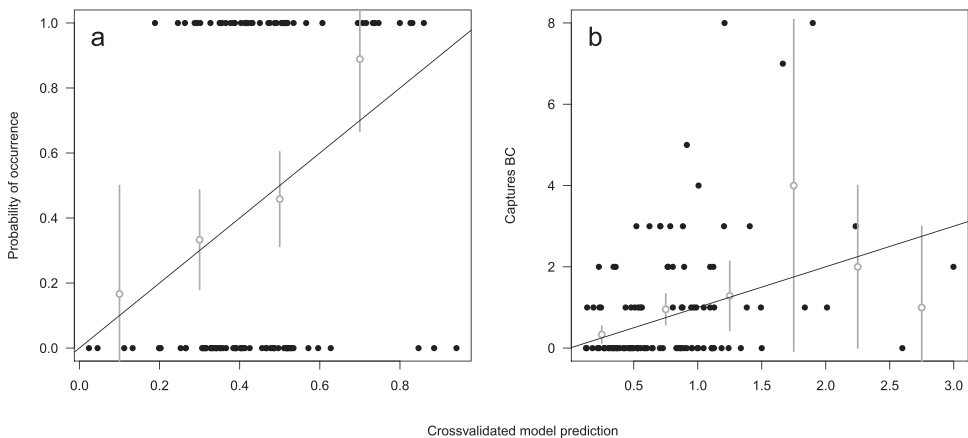 a
Probability of occurrence
1.0
0.8
0.6
0.4
0.2
0.0
0.0 0.2 0.4 0.6 0.8
b
Captures BC
8
6
4
2
0
0.5 1.0 1.5 2.0 2.5 3.0
Crossvalidated model prediction